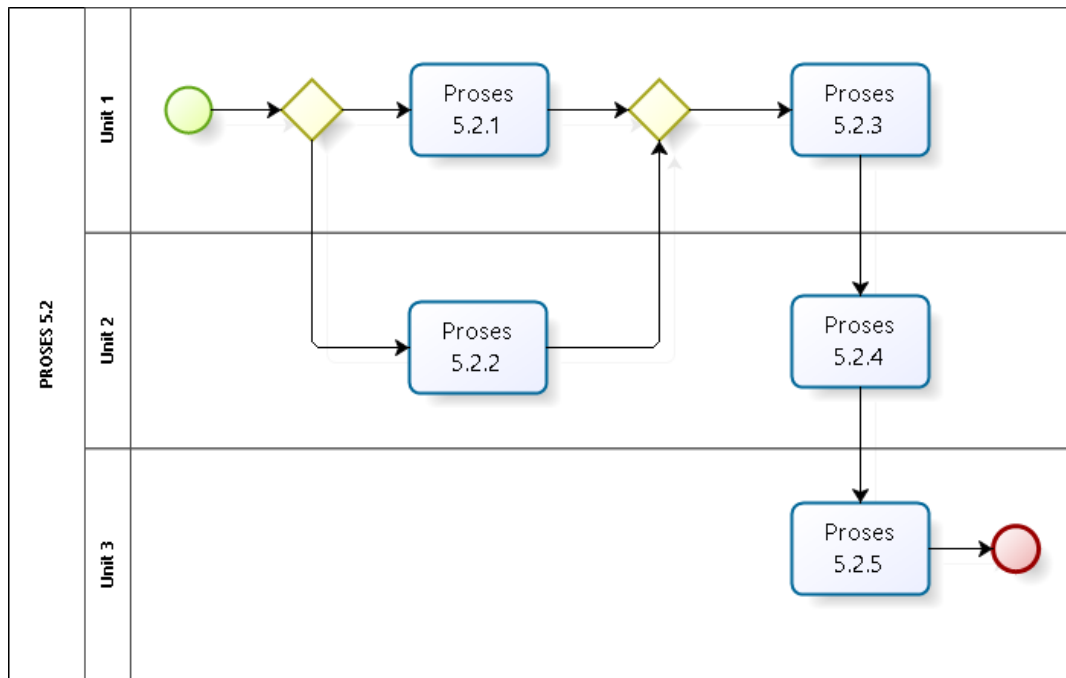 PROSES 5.2
Unit 1
Proses
5.2.1
Proses
5.2.3
Unit 2
Proses
5.2.2
Proses
5.2.4
Unit 3
Proses
5.2.5